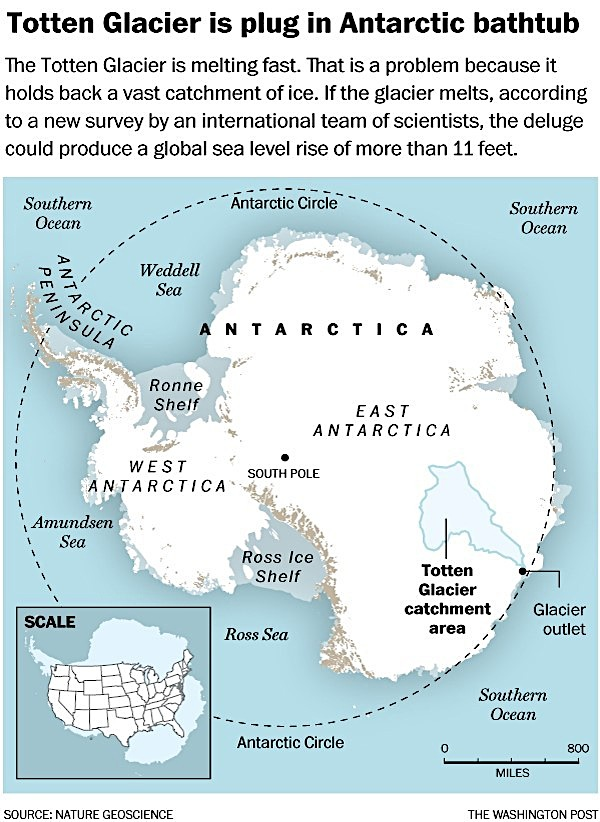 Totten Glacier is plug in Antarctic bathtub
The Totten Glacier is melting fast. That is a problem because it
holds back a vast catchment of ice. If the glacier melts, according
to a new survey by an international team of scientists, the deluge
could produce a global sea level rise of more than 11 feet.
Southern
Ocean
Antarctic Circle
Southern
Ocean
ANTARCTIC
PENINSULA
Weddell
Sea
ANTARCTICA
Ronne
Shelf
EAST
ANTARCTICA
WEST
ANTARCTICA
SOUTH POLE
Amundsen
Sea
Ross Ice
Shelf
Totten
Glacier
catchment
area
Glacier
outlet
SCALE
Ross Sea
Southern
Ocean
Antarctic Circle
0 800
MILES
SOURCE: NATURE GEOSCIENCE
THE WASHINGTON POST